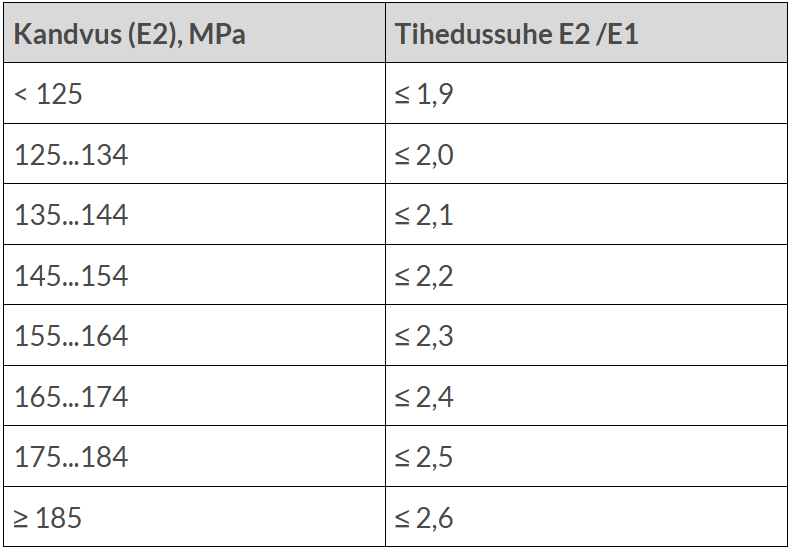 Kandvus (E2), MPa Tihedussuhe E2 /E1
< 125 ≤ 1,9
125...134 ≤ 2,0
135...144 ≤ 2,1
145...154 ≤ 2,2
155...164 ≤ 2,3
165...174 ≤ 2,4
175...184 ≤ 2,5
≥ 185 ≤ 2,6